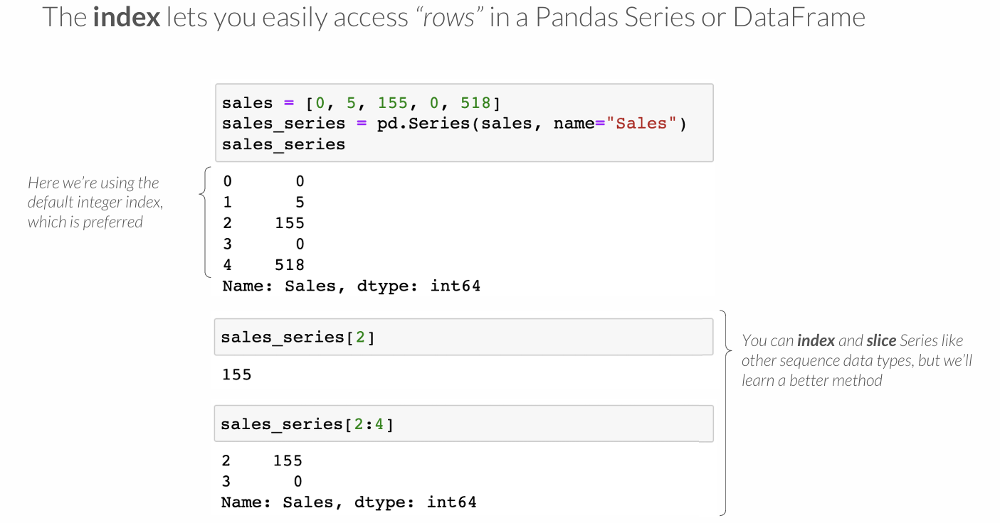 The index lets you easily access “rows” in a Pandas Series or DataFrame
sales = [0, 5, 155, 0, 518]
sales_series = pd.Series(sales, name="Sales")
sales_series
Here we’re using the
default integer index,
which is preferred
0 0
1 5
2 155
3 0
4 518
Name: Sales, dtype: int64
sales_series[2]
155
You can index and slice Series like
other sequence data types, but we’ll
learn a better method
sales_series[2:4]
2 155
3 0
Name: Sales, dtype: int64